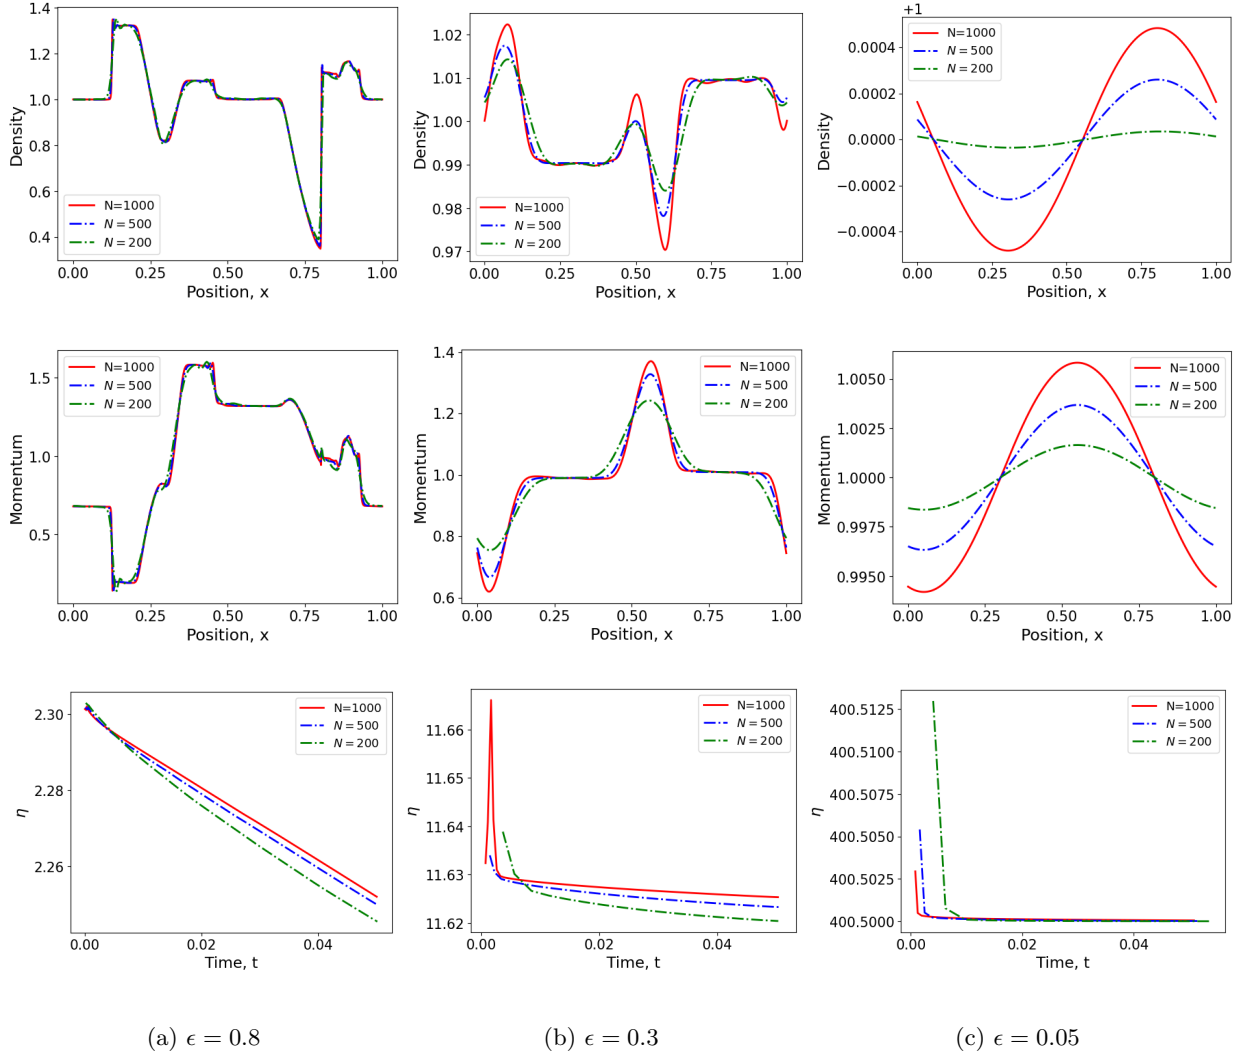 1.4
1.2
1.0
0.8
0.6
0.4
Density
N=1000
N = 500
N = 200
0.00 0.25 0.50 0.75 1.00
Position, x
1.02
1.01
1.00
0.99
0.98
0.97
Density
N=1000
N = 500
N = 200
0.00 0.25 0.50 0.75 1.00
Position, x
+1
0.0004
0.0002
0.0000
−0.0002
−0.0004
Density
N=1000
N = 500
N = 200
0.00 0.25 0.50 0.75 1.00
Position, x
1.5
1.0
0.5
Momentum
N=1000
N = 500
N = 200
0.00 0.25 0.50 0.75 1.00
Position, x
1.4
1.2
1.0
0.8
0.6
Momentum
N=1000
N = 500
N = 200
0.00 0.25 0.50 0.75 1.00
Position, x
1.0050
1.0025
1.0000
0.9975
0.9950
Momentum
N=1000
N = 500
N = 200
0.00 0.25 0.50 0.75 1.00
Position, x
2.30
2.28
2.26
η
N=1000
N = 500
N = 200
0.00 0.02 0.04
Time, t
11.66
11.65
11.64
11.63
11.62
η
N=1000
N = 500
N = 200
0.00 0.02 0.04
Time, t
400.5125
400.5100
400.5075
400.5050
400.5025
400.5000
η
N=1000
N = 500
N = 200
0.00 0.02 0.04
Time, t
(a) ϵ = 0.8
(b) ϵ = 0.3
(c) ϵ = 0.05